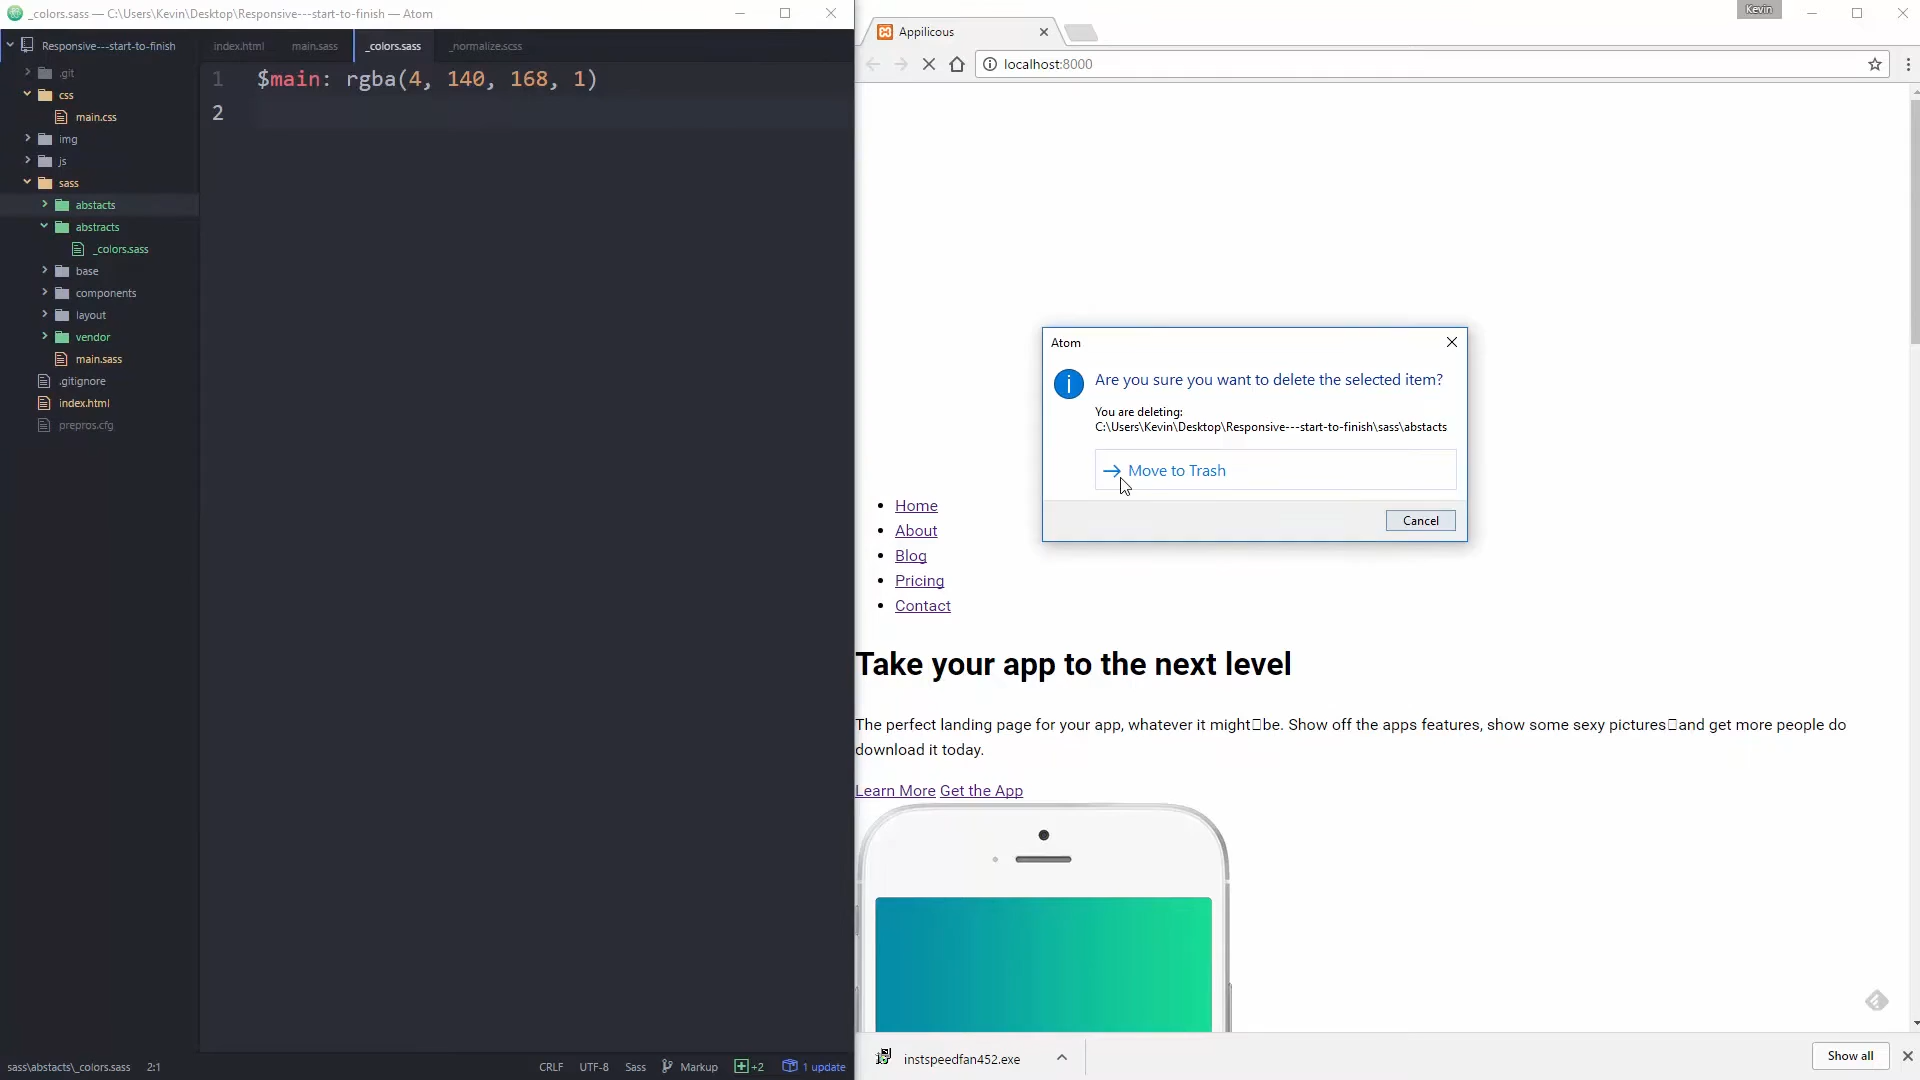 _colors.sass — C:\Users\Kevin\Desktop\Responsive---start-to-finish — Atom
Responsive---start-to-finish
.git
css
main.css
img
js
sass
abstacts
abstracts
_colors.sass
base
components
layout
vendor
main.sass
.gitignore
index.html
prepros.cfg
index.html
main.sass
_colors.sass
_normalize.scss
1 $main: rgba(4, 140, 168, 1)
2
sass\abstacts\_colors.sass 2:1
CRLF UTF-8 Sass Markup +2 1 update
Kevin
Appilicous
localhost:8000
Atom
Are you sure you want to delete the selected item?
You are deleting:
C:\Users\Kevin\Desktop\Responsive---start-to-finish\sass\abstacts
Move to Trash
Cancel
Home
About
Blog
Pricing
Contact
Take your app to the next level
The perfect landing page for your app, whatever it might□be. Show off the apps features, show some sexy pictures□and get more people do
download it today.
Learn More Get the App
instspeedfan452.exe
Show all